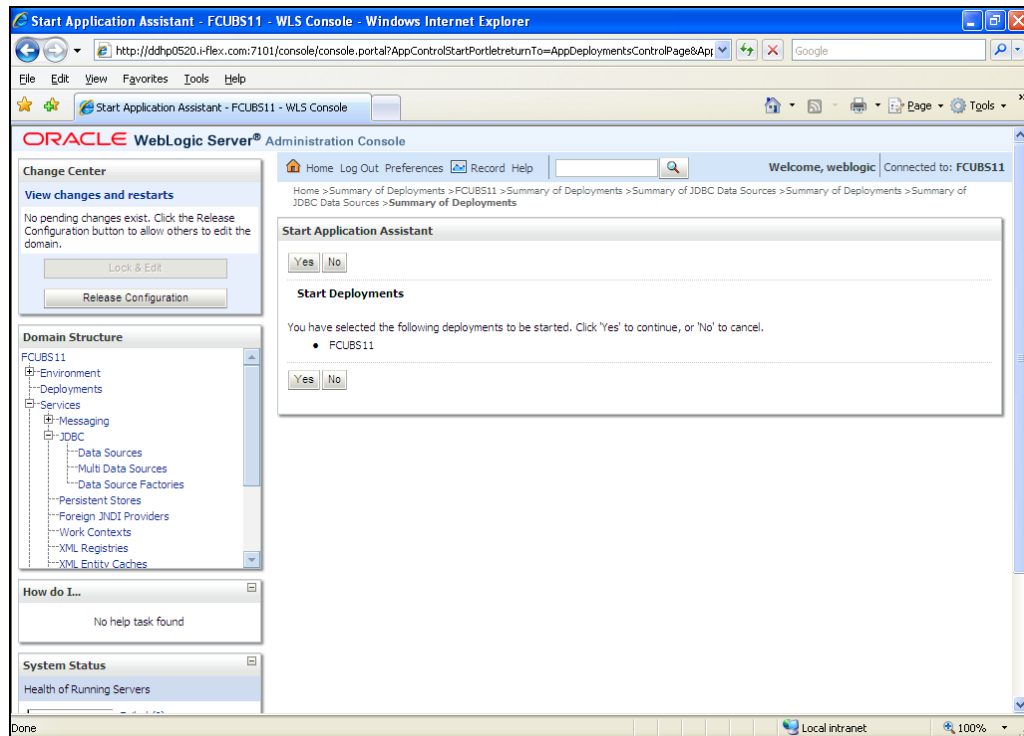 Start Application Assistant - FCUBS11 - WLS Console - Windows Internet Explorer
http://ddhp0520.i-flex.com:7101/console/console.portal?AppControlStartPortletreturnTo=AppDeploymentsControlPage&App
Google
File Edit View Favorites Tools Help
Start Application Assistant - FCUBS11 - WLS Console
Page Tools
ORACLE WebLogic Server® Administration Console
Change Center
View changes and restarts
No pending changes exist. Click the Release
Configuration button to allow others to edit the
domain.
Lock & Edit
Release Configuration
Domain Structure
FCUBS11
Environment
Deployments
Services
Messaging
JDBC
Data Sources
Multi Data Sources
Data Source Factories
Persistent Stores
Foreign JNDI Providers
Work Contexts
XML Registries
XML Entity Caches
How do I...
No help task found
System Status
Health of Running Servers
Home Log Out Preferences Record Help
Welcome, weblogic Connected to: FCUBS11
Home >Summary of Deployments >FCUBS11 >Summary of Deployments >Summary of JDBC Data Sources >Summary of Deployments >Summary of
JDBC Data Sources >Summary of Deployments
Start Application Assistant
Yes No
Start Deployments
You have selected the following deployments to be started. Click 'Yes' to continue, or 'No' to cancel.
• FCUBS11
Yes No
Done
Local intranet
100%